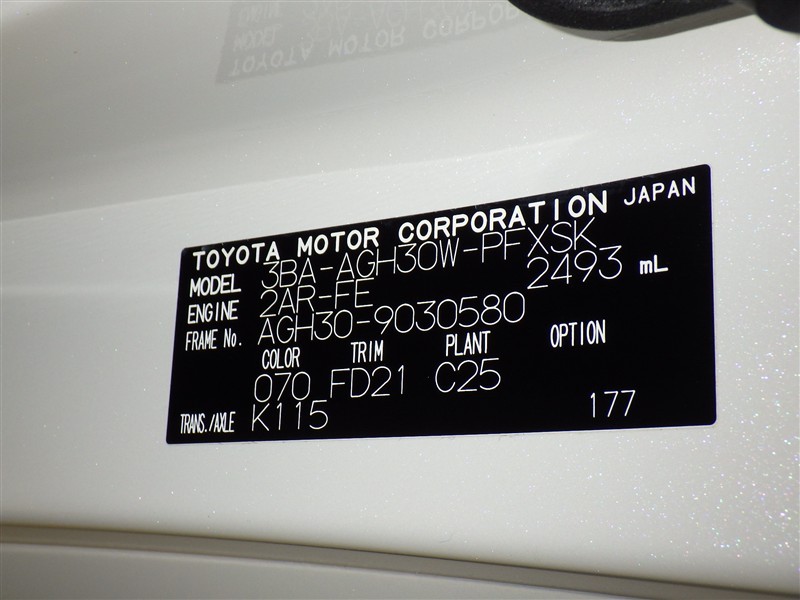 TOYOTA MOTOR CORPORATION JAPAN
MODEL 3BA-AGH30W-PFXSK
ENGINE 2AR-FE 2493 mL
FRAME No. AGH30-9030580
COLOR TRIM PLANT OPTION
070 FD21 C25
TRANS./AXLE K115 177